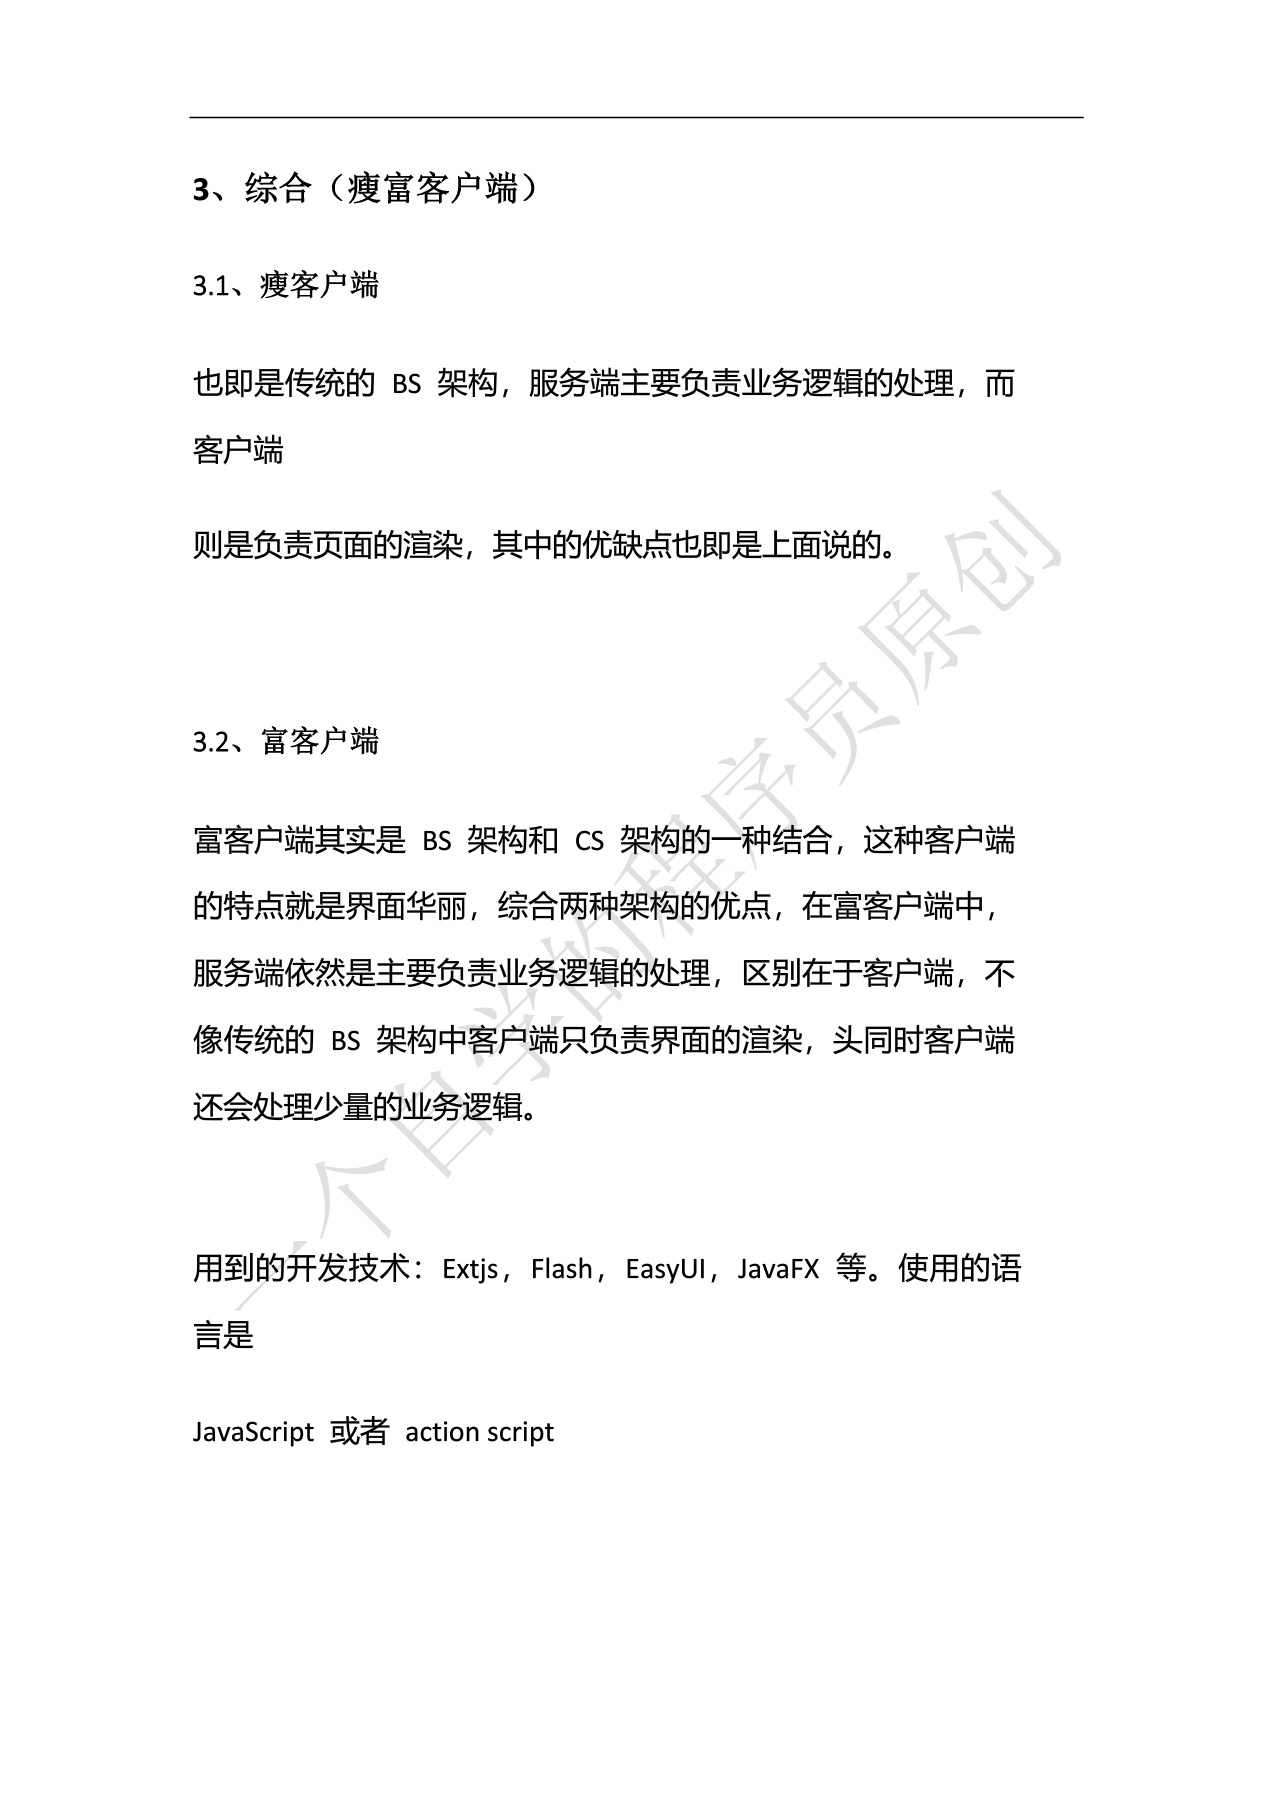 3、综合（瘦富客户端）
3.1、瘦客户端
也即是传统的 BS 架构，服务端主要负责业务逻辑的处理，而
客户端
则是负责页面的渲染，其中的优缺点也即是上面说的。
3.2、富客户端
富客户端其实是 BS 架构和 CS 架构的一种结合，这种客户端
的特点就是界面华丽，综合两种架构的优点，在富客户端中，
服务端依然是主要负责业务逻辑的处理，区别在于客户端，不
像传统的 BS 架构中客户端只负责界面的渲染，头同时客户端
还会处理少量的业务逻辑。
用到的开发技术：Extjs，Flash，EasyUI，JavaFX 等。使用的语
言是
JavaScript 或者 action script
一个自学的程序员原创